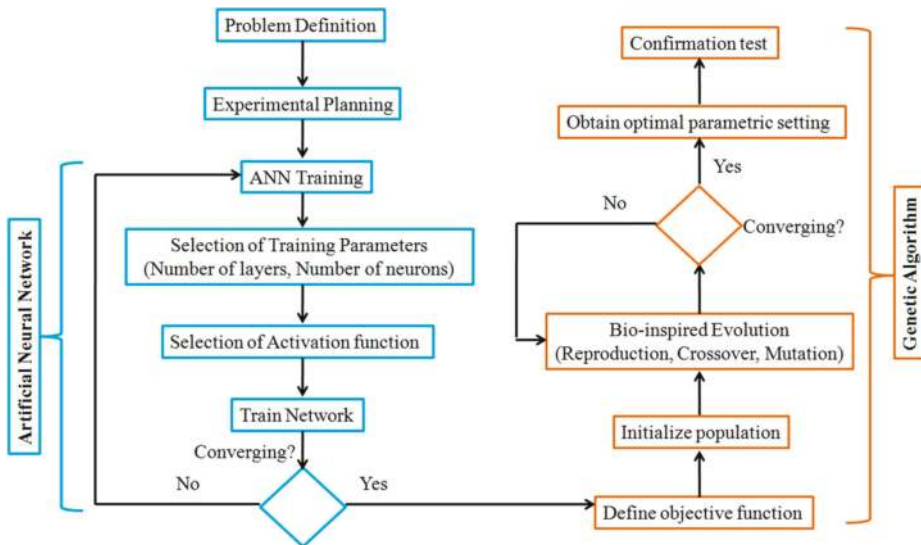 Problem Definition
Experimental Planning
ANN Training
Selection of Training Parameters
(Number of layers, Number of neurons)
Selection of Activation function
Train Network
Converging?
No
Yes
Artificial Neural Network
Define objective function
Initialize population
Bio-inspired Evolution
(Reproduction, Crossover, Mutation)
Converging?
No
Yes
Obtain optimal parametric setting
Confirmation test
Genetic Algorithm